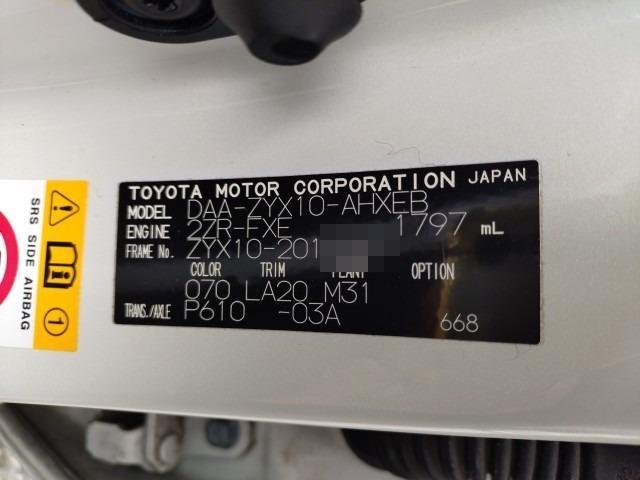 TOYOTA MOTOR CORPORATION JAPAN
MODEL DAA-ZYX10-AHXEB
ENGINE 2ZR-FXE 1797 mL
FRAME No. ZYX10-201
COLOR TRIM PLANT OPTION
070 LA20 M31
TRANS./AXLE P610 -03A
668
SRS SIDE AIRBAG
1